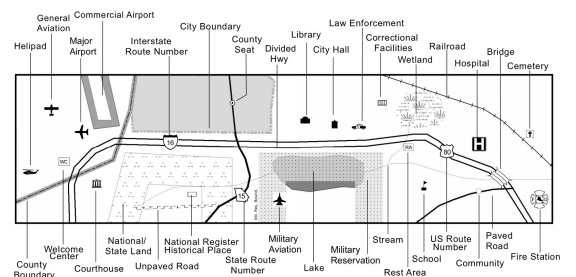 General
Aviation
Commercial Airport
Helipad
Major
Airport
Interstate
Route Number
City Boundary
County
Seat
Divided
Hwy
Library
City Hall
Law Enforcement
Correctional
Facilities
Wetland
Railroad
Hospital
Bridge
Cemetery
WC
16
15
RA
80
H
County
Boundary
Welcome
Center
Courthouse
National/
State Land
Unpaved Road
National Register
Historical Place
State Route
Number
Military
Aviation
Lake
Military
Reservation
Stream
Rest Area
School
US Route
Number
Community
Paved
Road
Fire Station